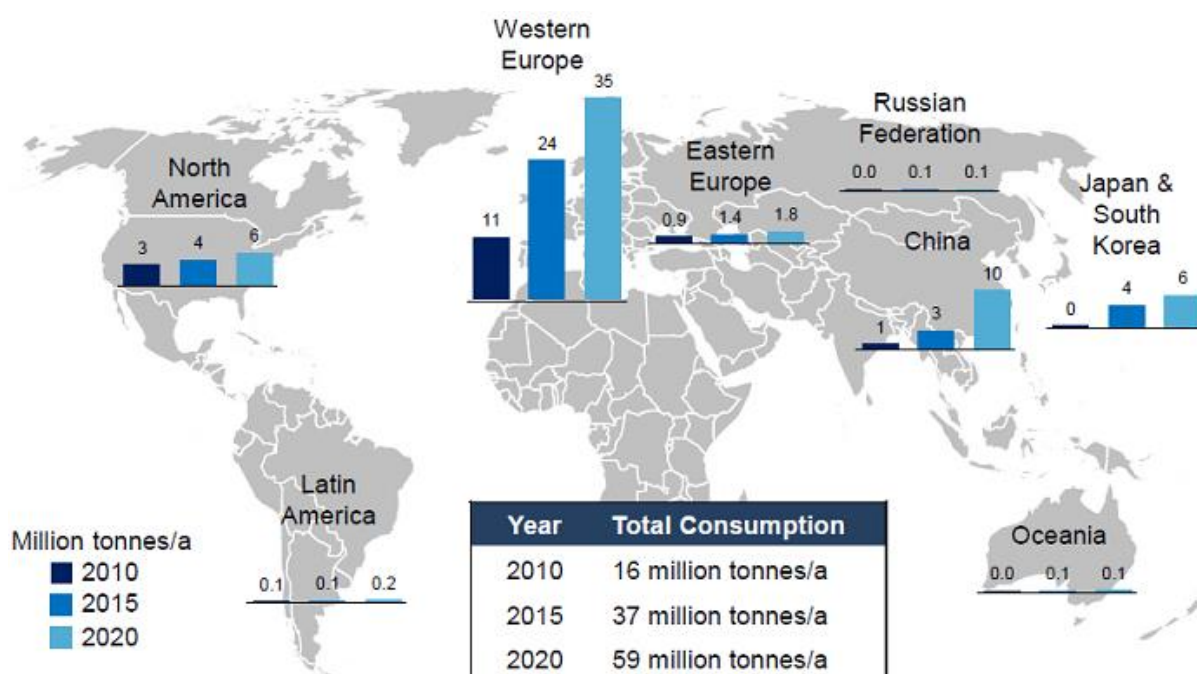 Western
Europe
35
24
11
North
America
3
4
6
Eastern
Europe
0.9
1.4
1.8
Russian
Federation
0.0
0.1
0.1
China
1
3
10
Japan &
South
Korea
0
4
6
Latin
America
0.1
0.1
0.2
Oceania
0.0
0.1
0.1
Million tonnes/a
2010
2015
2020
Year Total Consumption
2010 16 million tonnes/a
2015 37 million tonnes/a
2020 59 million tonnes/a